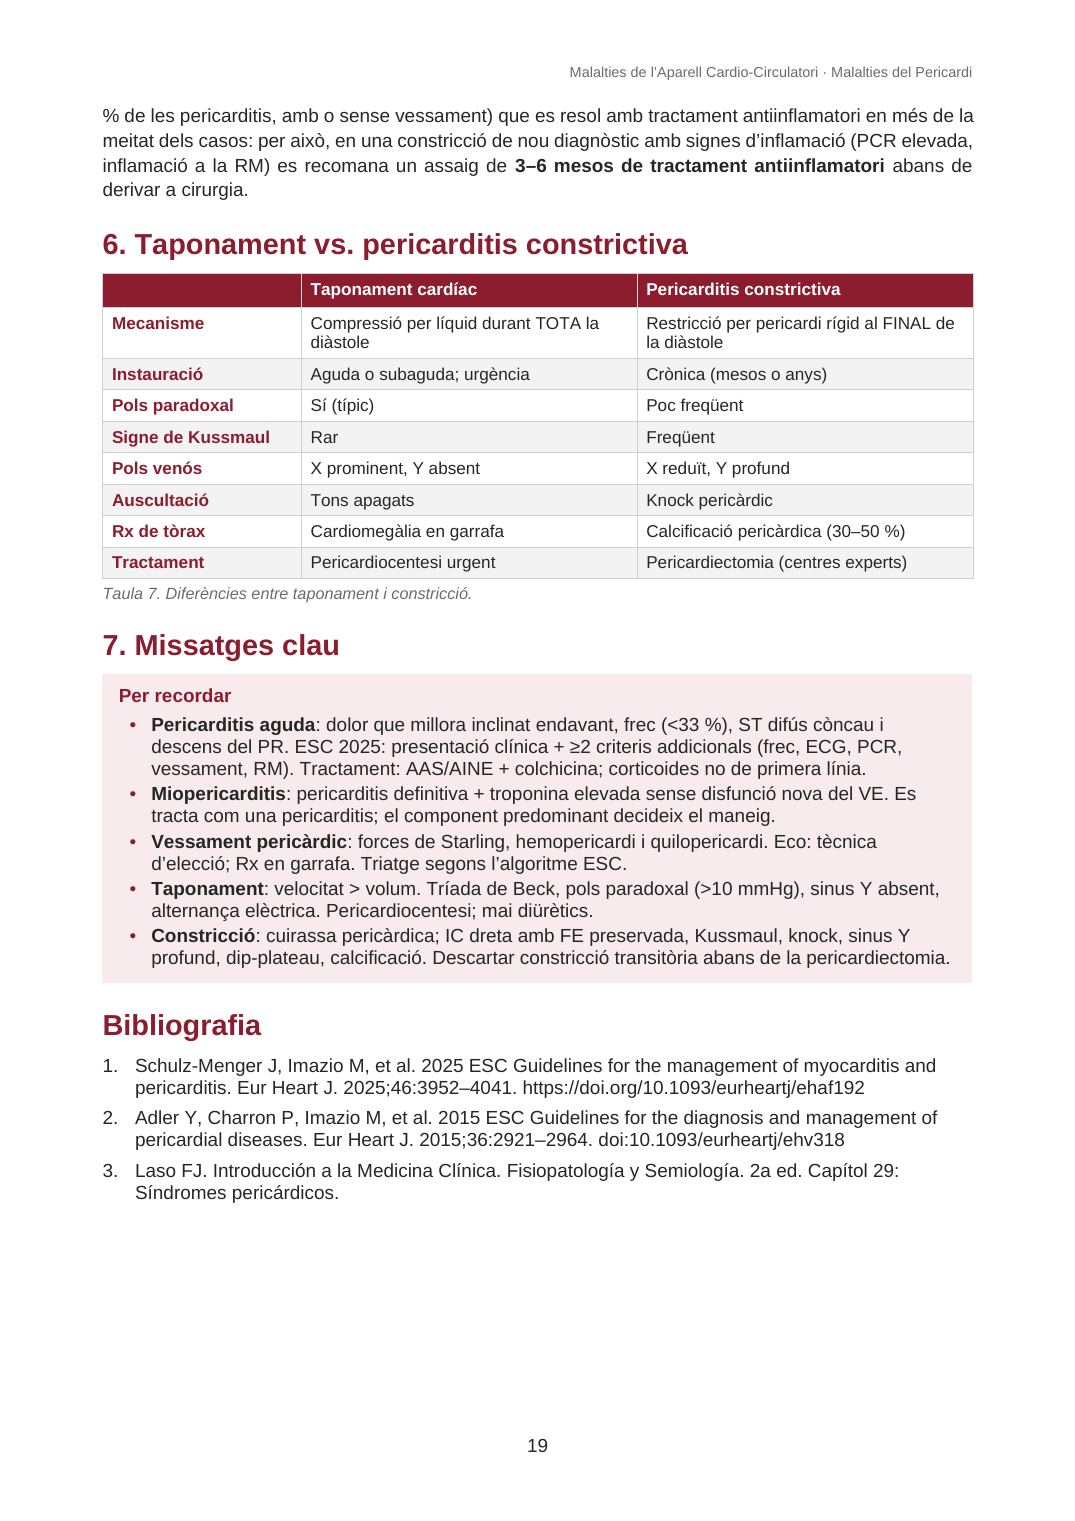 Malalties de l’Aparell Cardio-Circulatori · Malalties del Pericardi
% de les pericarditis, amb o sense vessament) que es resol amb tractament antiinflamatori en més de la
meitat dels casos: per això, en una constricció de nou diagnòstic amb signes d’inflamació (PCR elevada,
inflamació a la RM) es recomana un assaig de 3–6 mesos de tractament antiinflamatori abans de
derivar a cirurgia.
6. Taponament vs. pericarditis constrictiva
Taponament cardíac Pericarditis constrictiva
Mecanisme Compressió per líquid durant TOTA la diàstole Restricció per pericardi rígid al FINAL de la diàstole
Instauració Aguda o subaguda; urgència Crònica (mesos o anys)
Pols paradoxal Sí (típic) Poc freqüent
Signe de Kussmaul Rar Freqüent
Pols venós X prominent, Y absent X reduït, Y profund
Auscultació Tons apagats Knock pericàrdic
Rx de tòrax Cardiomegàlia en garrafa Calcificació pericàrdica (30–50 %)
Tractament Pericardiocentesi urgent Pericardiectomia (centres experts)
Taula 7. Diferències entre taponament i constricció.
7. Missatges clau
Per recordar
• Pericarditis aguda: dolor que millora inclinat endavant, frec (<33 %), ST difús còncau i
descens del PR. ESC 2025: presentació clínica + ≥2 criteris addicionals (frec, ECG, PCR,
vessament, RM). Tractament: AAS/AINE + colchicina; corticoides no de primera línia.
• Miopericarditis: pericarditis definitiva + troponina elevada sense disfunció nova del VE. Es
tracta com una pericarditis; el component predominant decideix el maneig.
• Vessament pericàrdic: forces de Starling, hemopericardi i quilopericardi. Eco: tècnica
d’elecció; Rx en garrafa. Triatge segons l’algoritme ESC.
• Taponament: velocitat > volum. Tríada de Beck, pols paradoxal (>10 mmHg), sinus Y absent,
alternança elèctrica. Pericardiocentesi; mai diürètics.
• Constricció: cuirassa pericàrdica; IC dreta amb FE preservada, Kussmaul, knock, sinus Y
profund, dip-plateau, calcificació. Descartar constricció transitòria abans de la pericardiectomia.
Bibliografia
1. Schulz-Menger J, Imazio M, et al. 2025 ESC Guidelines for the management of myocarditis and
pericarditis. Eur Heart J. 2025;46:3952–4041. https://doi.org/10.1093/eurheartj/ehaf192
2. Adler Y, Charron P, Imazio M, et al. 2015 ESC Guidelines for the diagnosis and management of
pericardial diseases. Eur Heart J. 2015;36:2921–2964. doi:10.1093/eurheartj/ehv318
3. Laso FJ. Introducción a la Medicina Clínica. Fisiopatología y Semiología. 2a ed. Capítol 29:
Síndromes pericárdicos.
19